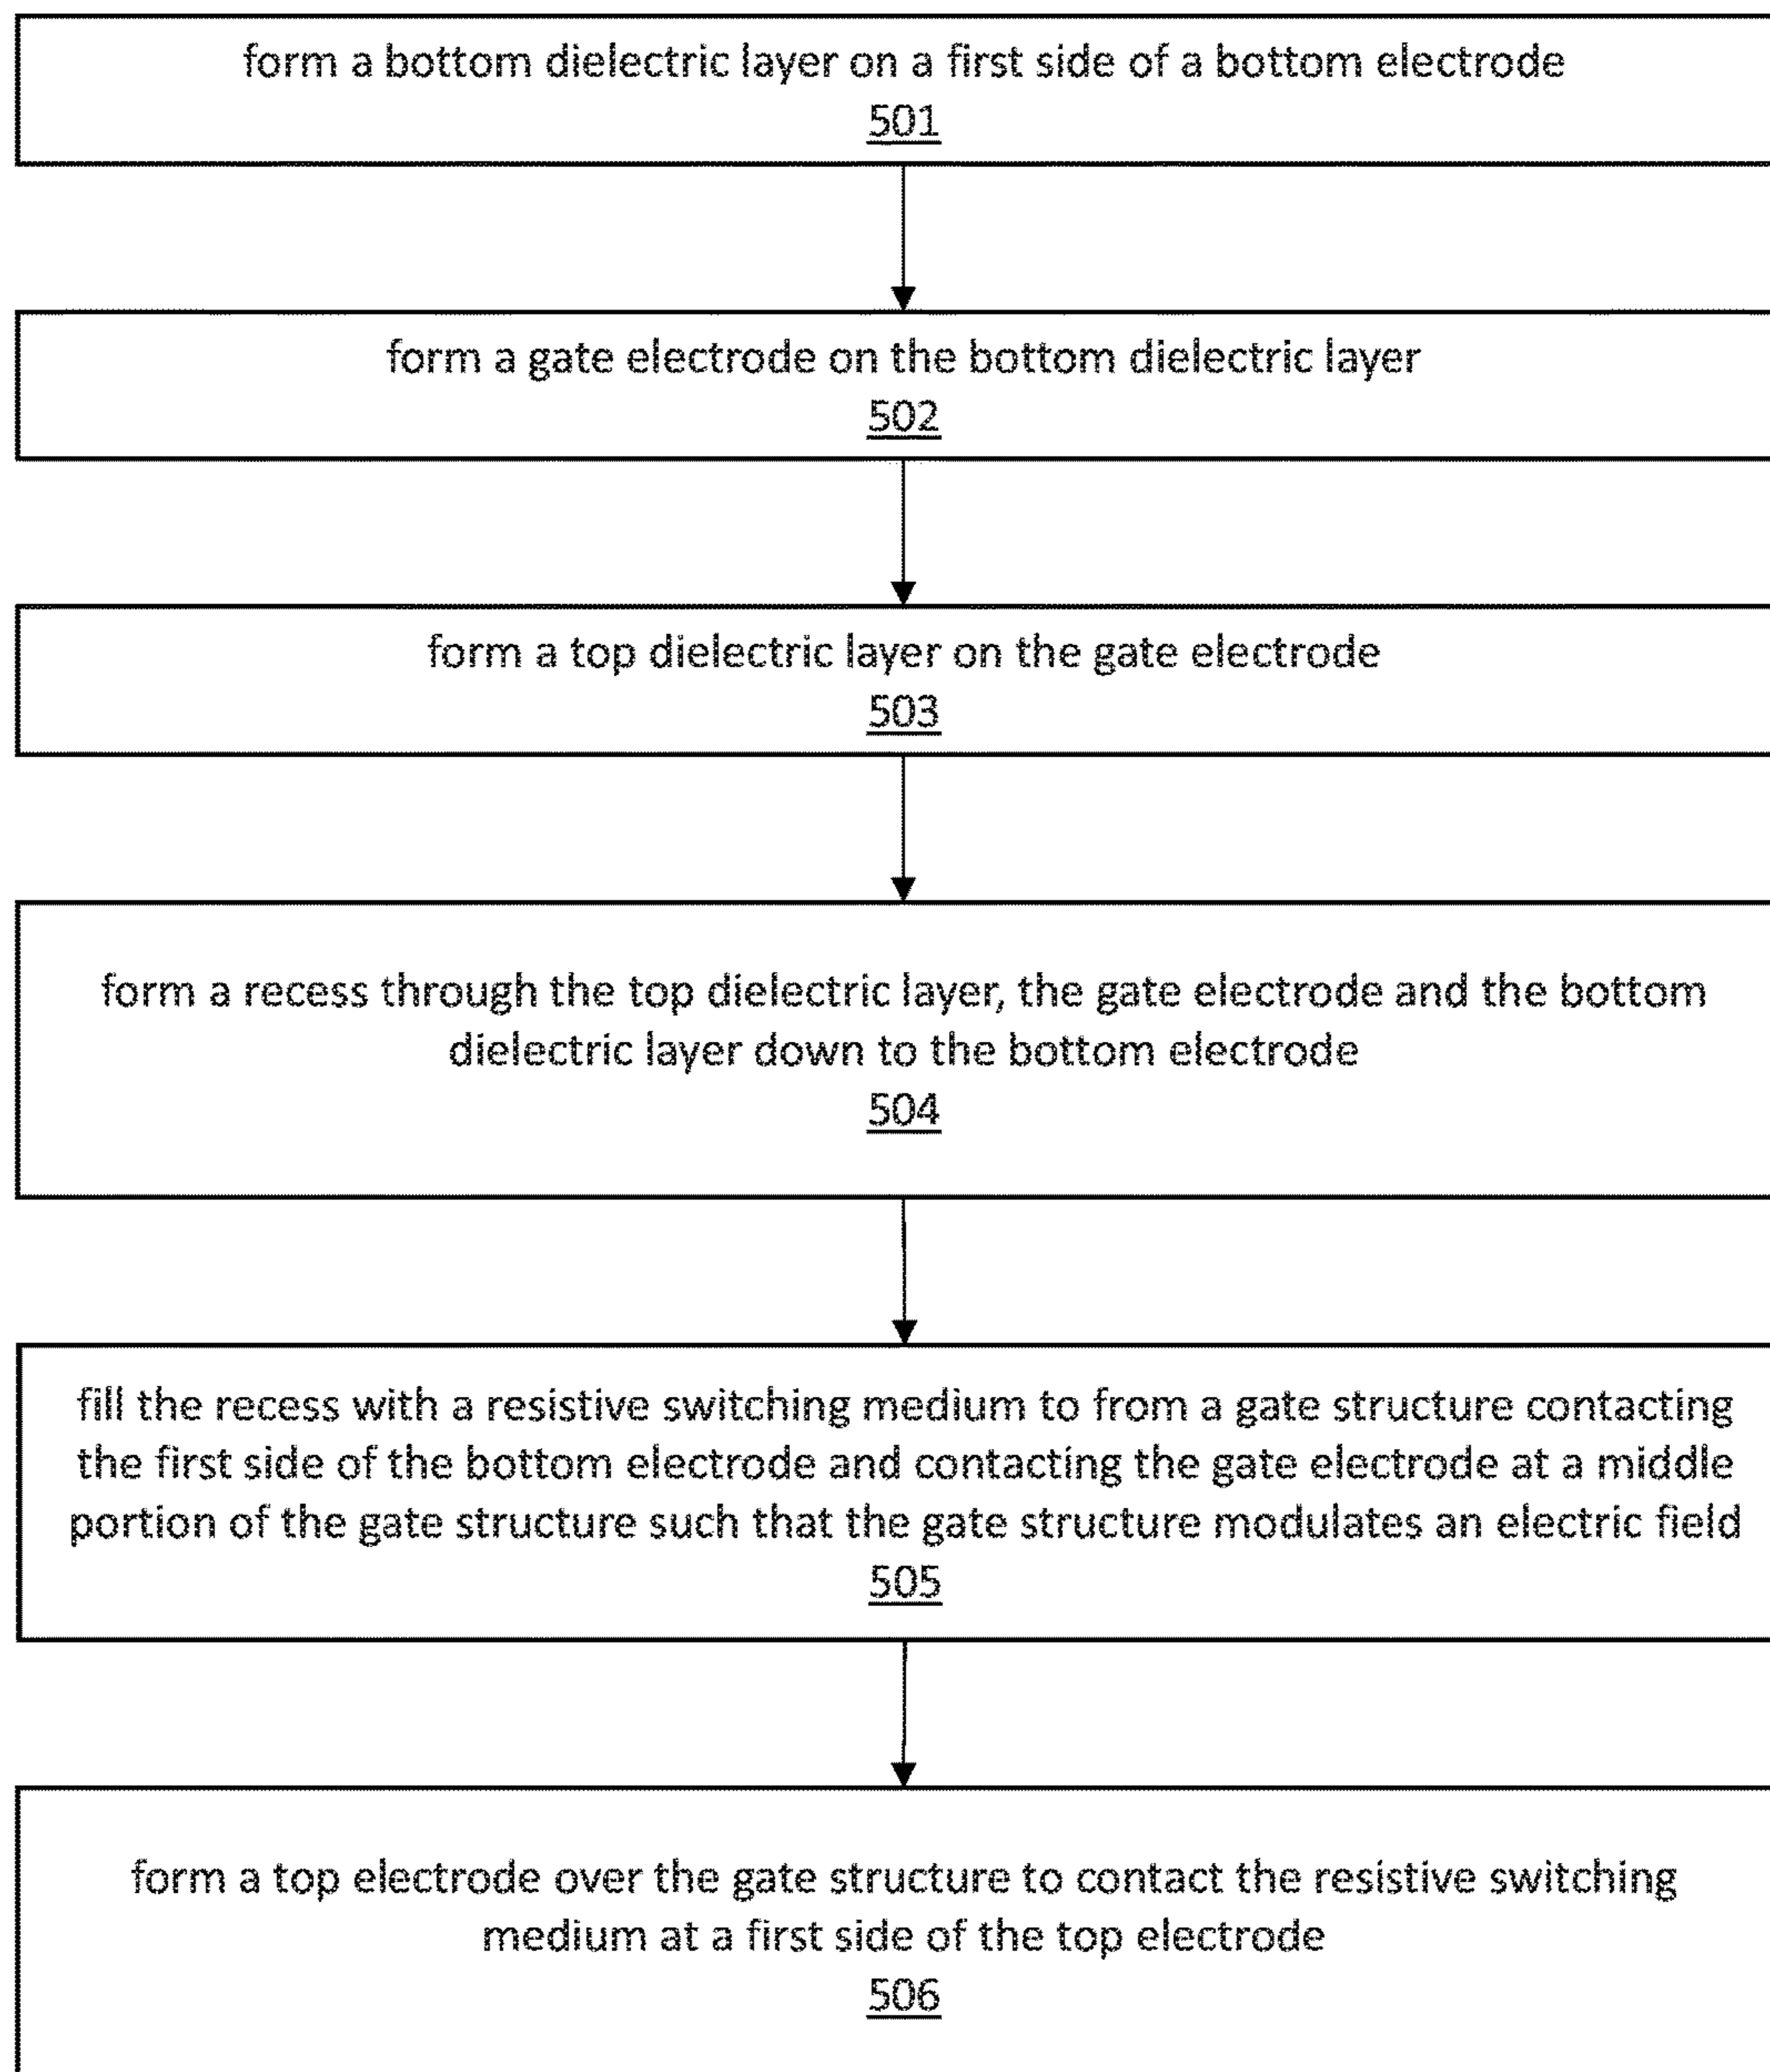 form a bottom dielectric layer on a first side of a bottom electrode
501
form a gate electrode on the bottom dielectric layer
502
form a top dielectric layer on the gate electrode
503
form a recess through the top dielectric layer, the gate electrode and the bottom
dielectric layer down to the bottom electrode
504
fill the recess with a resistive switching medium to from a gate structure contacting
the first side of the bottom electrode and contacting the gate electrode at a middle
portion of the gate structure such that the gate structure modulates an electric field
505
form a top electrode over the gate structure to contact the resistive switching
medium at a first side of the top electrode
506